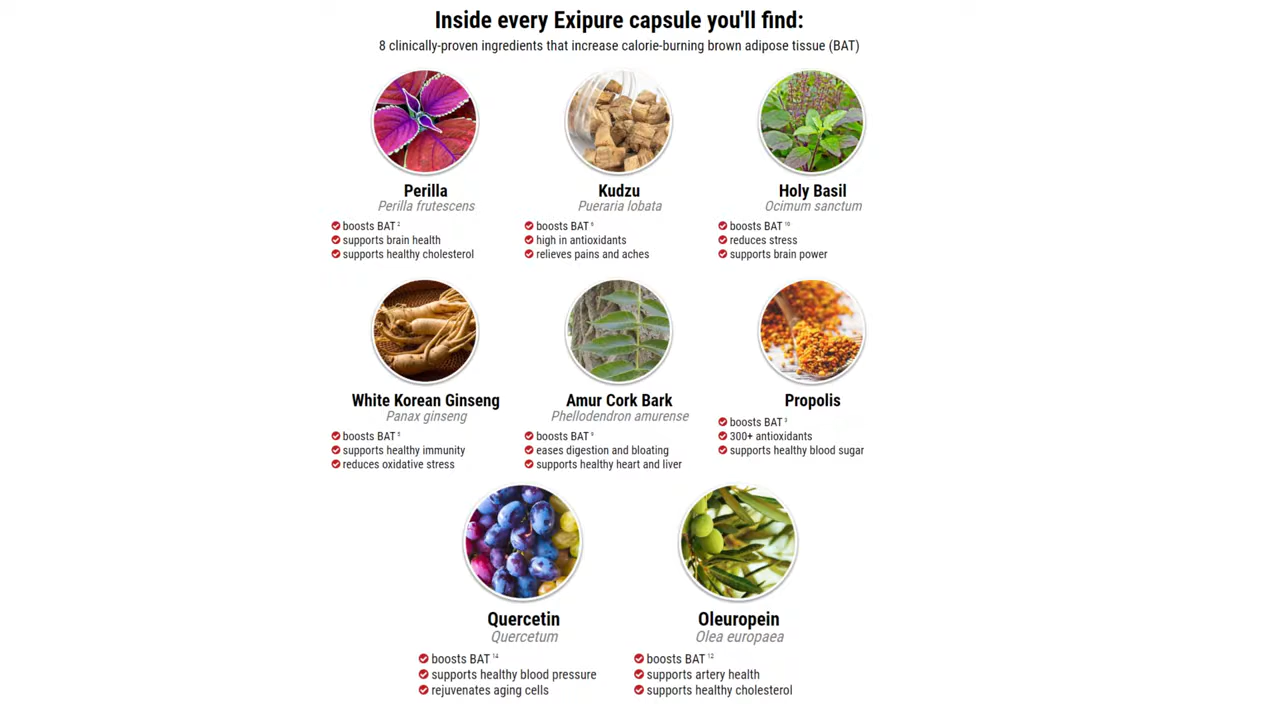 Inside every Exipure capsule you'll find:
8 clinically-proven ingredients that increase calorie-burning brown adipose tissue (BAT)
Perilla
Perilla frutescens
boosts BAT 2
supports brain health
supports healthy cholesterol
Kudzu
Pueraria lobata
boosts BAT 6
high in antioxidants
relieves pains and aches
Holy Basil
Ocimum sanctum
boosts BAT 10
reduces stress
supports brain power
White Korean Ginseng
Panax ginseng
boosts BAT 5
supports healthy immunity
reduces oxidative stress
Amur Cork Bark
Phellodendron amurense
boosts BAT 9
eases digestion and bloating
supports healthy heart and liver
Propolis
boosts BAT 3
300+ antioxidants
supports healthy blood sugar
Quercetin
Quercetum
boosts BAT 14
supports healthy blood pressure
rejuvenates aging cells
Oleuropein
Olea europaea
boosts BAT 12
supports artery health
supports healthy cholesterol